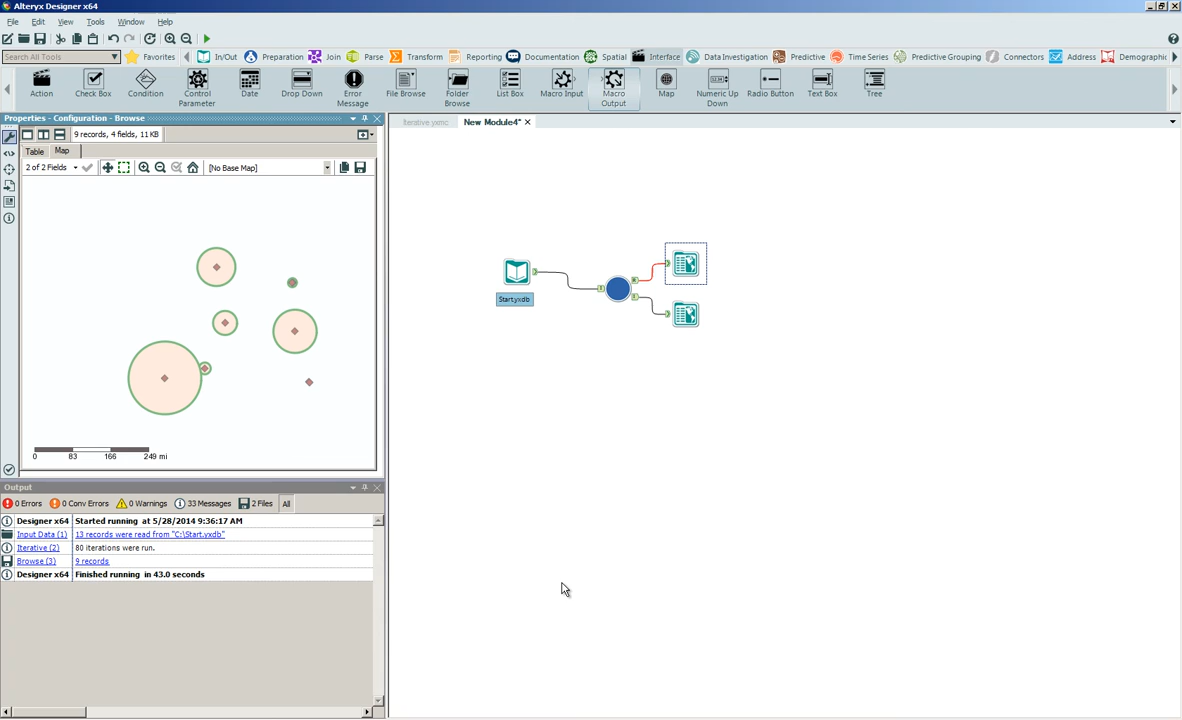 Alteryx Designer x64
File Edit View Tools Window Help
Search All Tools Favorites In/Out Preparation Join Parse Transform Reporting Documentation Spatial Interface Data Investigation Predictive Time Series Predictive Grouping Connectors Address Demographic
Action Check Box Condition Control Parameter Date Drop Down Error Message File Browse Folder Browse List Box Macro Input Macro Output Map Numeric Up Down Radio Button Text Box Tree
Properties - Configuration - Browse
Iterative.yxmc New Module4*
9 records, 4 fields, 11 KB
Table Map
2 of 2 Fields [No Base Map]
Start.yxdb
0 83 166 249 mi
Output
0 Errors 0 Conv Errors 0 Warnings 33 Messages 2 Files All
Designer x64 Started running at 5/28/2014 9:36:17 AM
Input Data (1) 13 records were read from "C:\Start.yxdb"
Iterative (2) 80 iterations were run.
Browse (3) 9 records
Designer x64 Finished running in 43.0 seconds